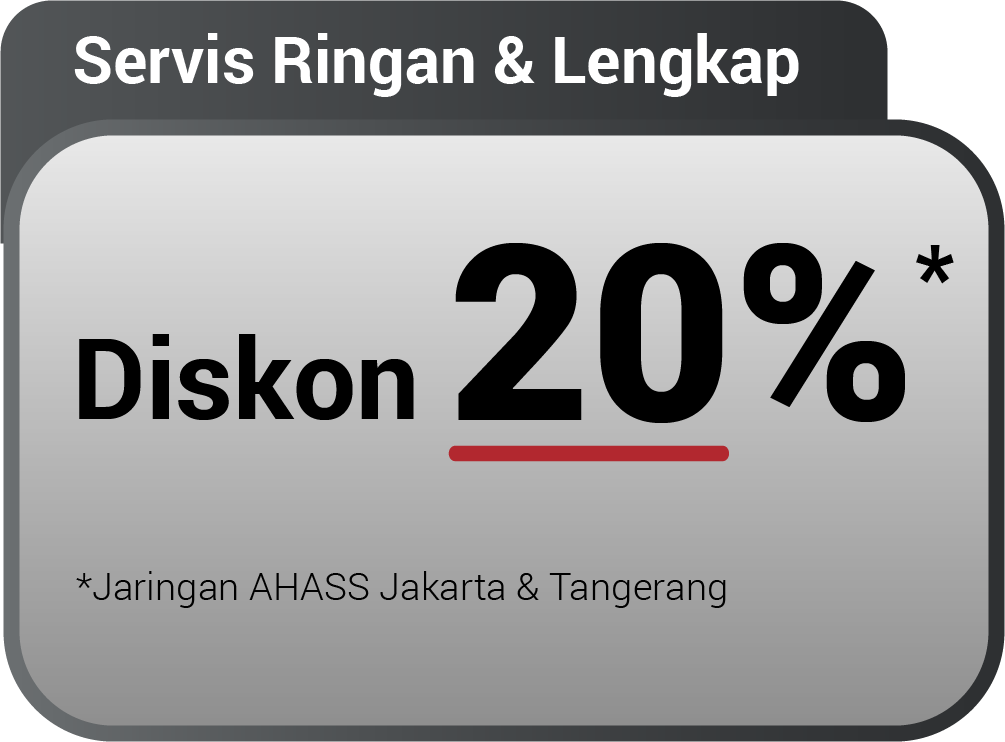 Servis Ringan & Lengkap
Diskon 20%*
*Jaringan AHASS Jakarta & Tangerang